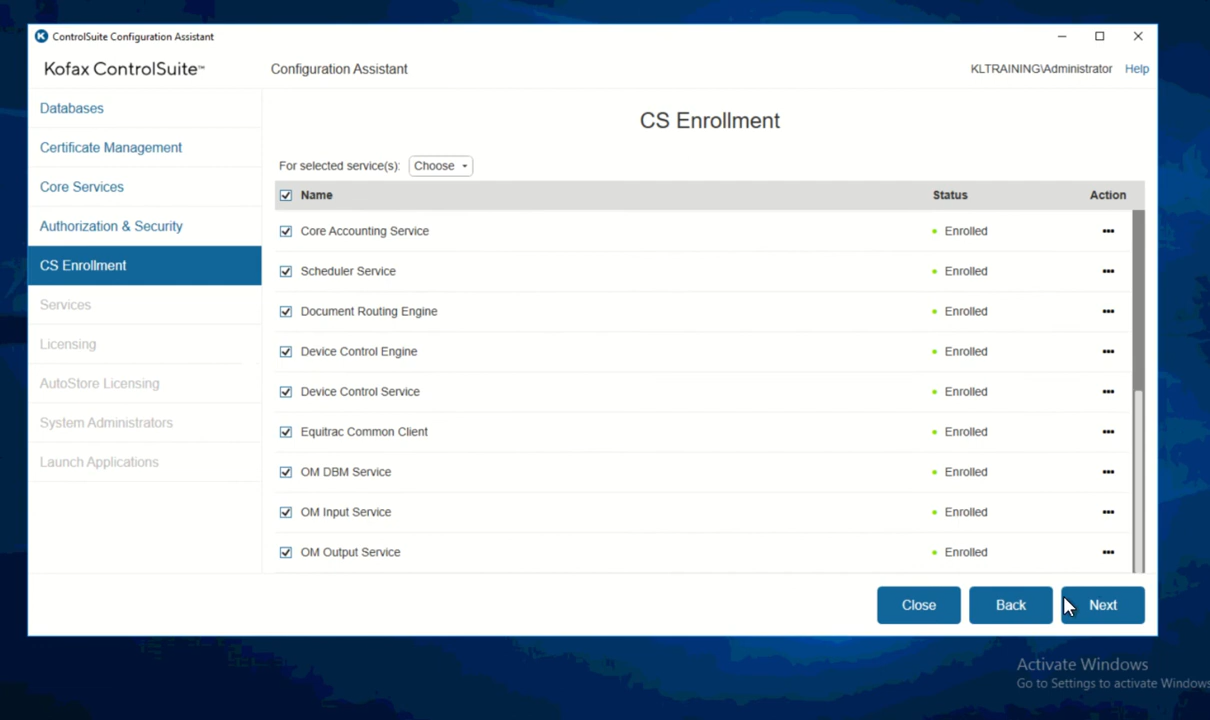 ControlSuite Configuration Assistant
Kofax ControlSuite™
Configuration Assistant
KLTRAINING\Administrator
Help
Databases
Certificate Management
Core Services
Authorization & Security
CS Enrollment
Services
Licensing
AutoStore Licensing
System Administrators
Launch Applications
CS Enrollment
For selected service(s): Choose
Name Status Action
Core Accounting Service Enrolled •••
Scheduler Service Enrolled •••
Document Routing Engine Enrolled •••
Device Control Engine Enrolled •••
Device Control Service Enrolled •••
Equitrac Common Client Enrolled •••
OM DBM Service Enrolled •••
OM Input Service Enrolled •••
OM Output Service Enrolled •••
Close Back Next
Activate Windows
Go to Settings to activate Windows